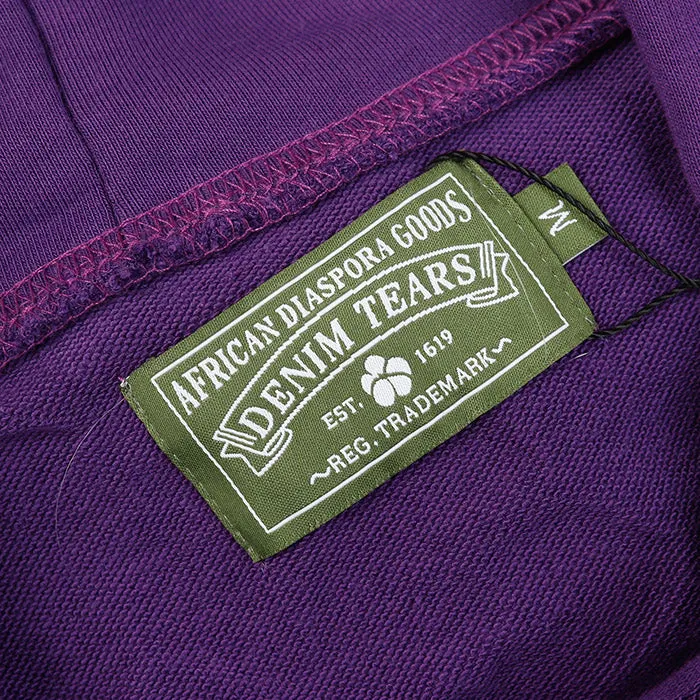 AFRICAN DIASPORA GOODS
DENIM TEARS
EST. 1619
~REG. TRADEMARK~
M